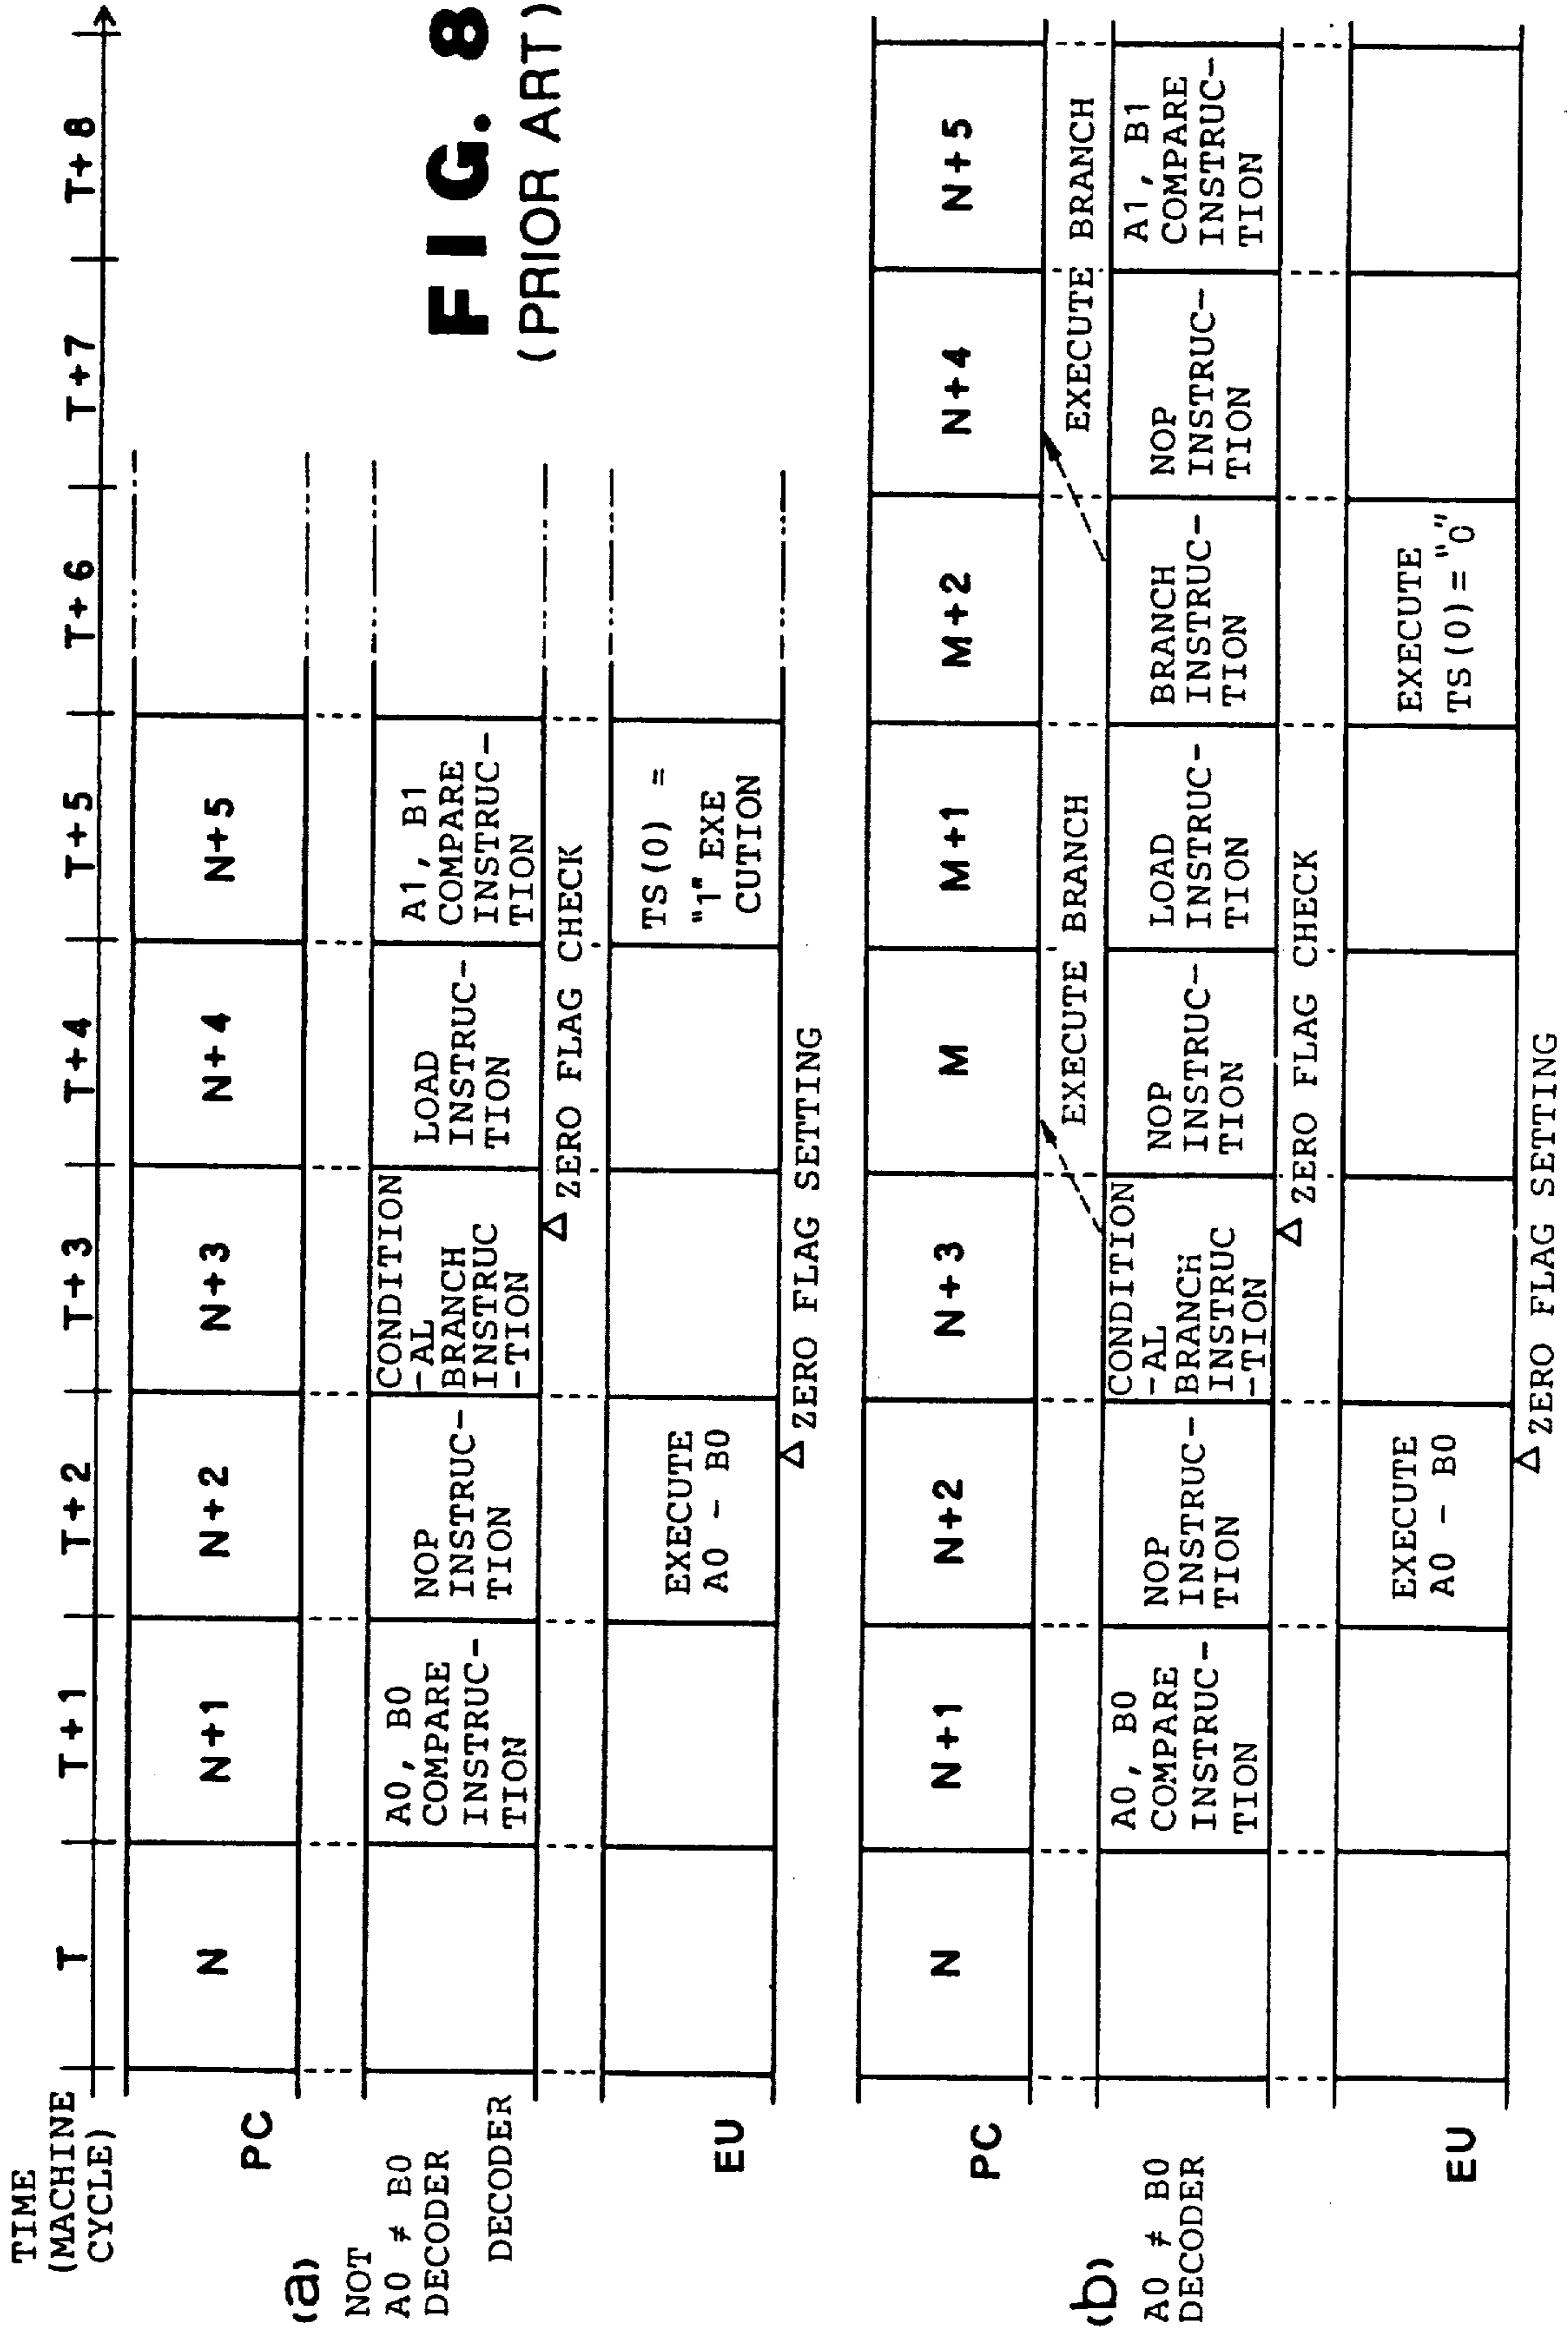 TIME
(MACHINE
CYCLE)
T
T+1
T+2
T+3
T+4
T+5
T+6
T+7
T+8
FIG. 8
(PRIOR ART)
(a)
NOT
A0 ≠ B0
DECODER
PC
N
N+1
N+2
N+3
N+4
N+5
DECODER
A0, B0
COMPARE
INSTRUC-
TION
NOP
INSTRUC-
TION
CONDITION
-AL
BRANCH
INSTRUC
-TION
LOAD
INSTRUC-
TION
A1, B1
COMPARE
INSTRUC-
TION
△ ZERO FLAG CHECK
EU
EXECUTE
A0 - B0
TS(0) =
"1" EXE
CUTION
△ ZERO FLAG SETTING
(b)
A0 ≠ B0
DECODER
PC
N
N+1
N+2
N+3
M
M+1
M+2
N+4
N+5
EXECUTE BRANCH
EXECUTE BRANCH
A0, B0
COMPARE
INSTRUC-
TION
NOP
INSTRUC-
TION
CONDITION
-AL
BRANCH
INSTRUC
-TION
NOP
INSTRUC-
TION
LOAD
INSTRUC-
TION
BRANCH
INSTRUC-
TION
NOP
INSTRUC-
TION
A1, B1
COMPARE
INSTRUC-
TION
△ ZERO FLAG CHECK
EU
EXECUTE
A0 - B0
EXECUTE
TS(0)="0"
△ ZERO FLAG SETTING